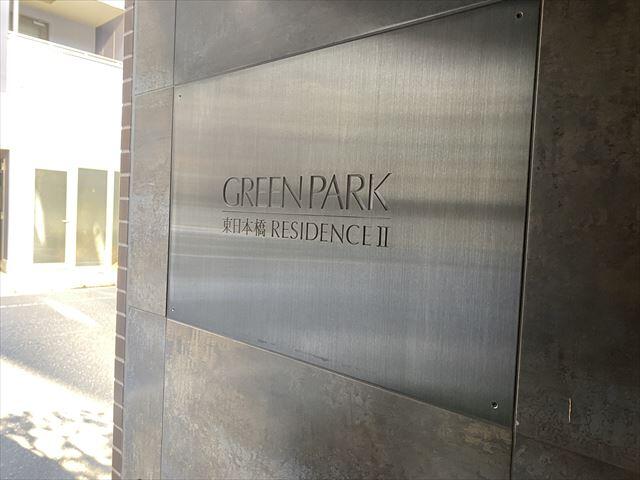 GREEN PARK
東日本橋 RESIDENCE II